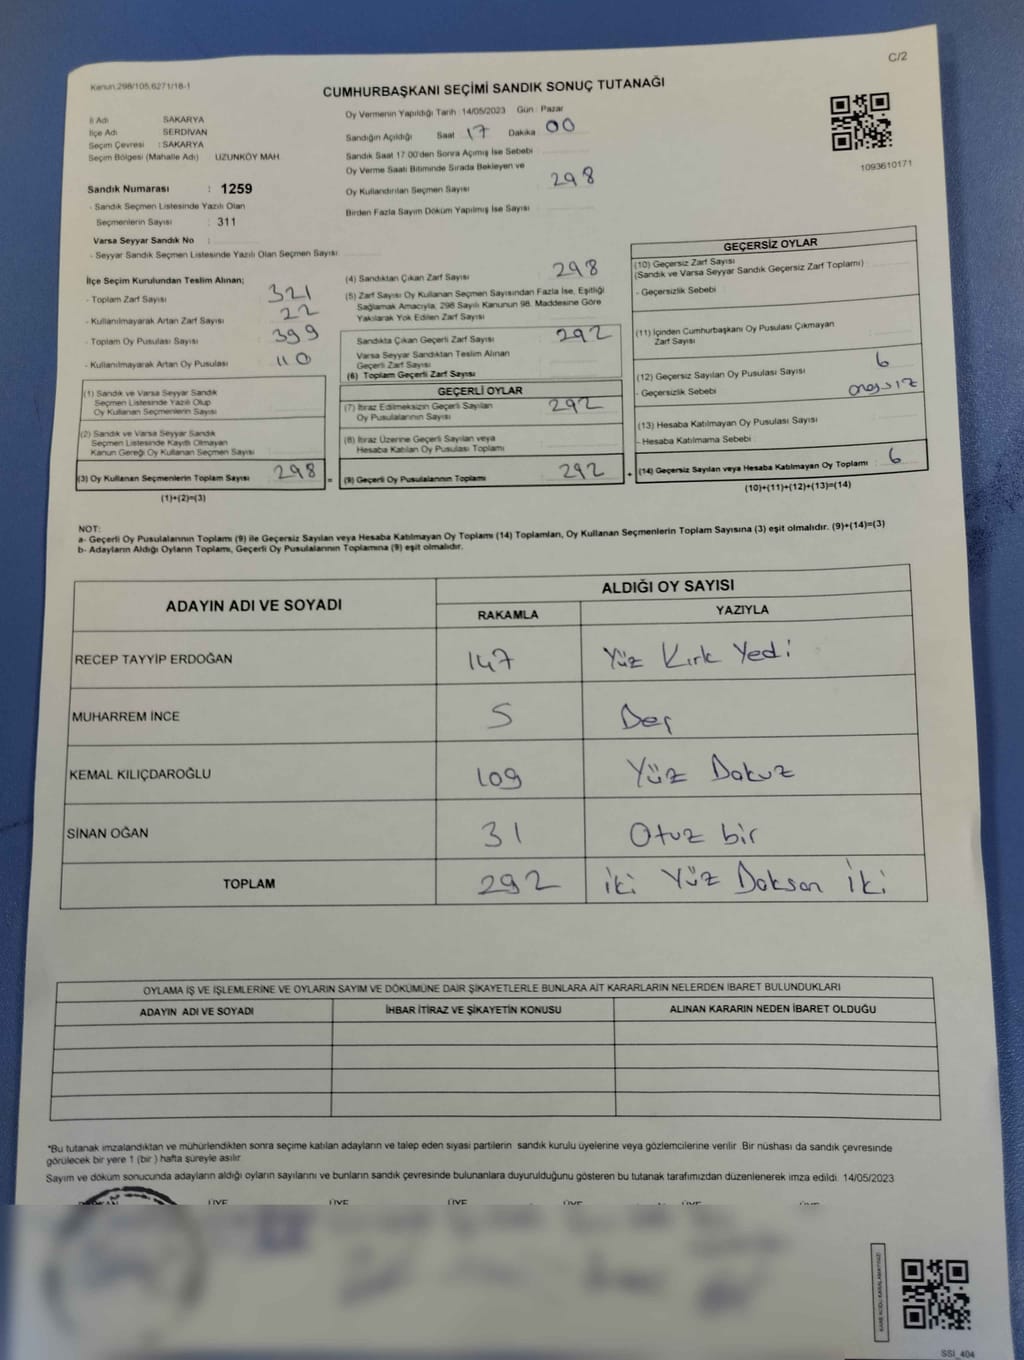 C/2
Kanun,298/105,6271/18-1
CUMHURBAŞKANI SEÇİMİ SANDIK SONUÇ TUTANAĞI
İl Adı SAKARYA
İlçe Adı SERDİVAN
Seçim Çevresi : SAKARYA
Seçim Bölgesi (Mahalle Adı) UZUNKÖY MAH.
Sandık Numarası : 1259
- Sandık Seçmen Listesinde Yazılı Olan
Seçmenlerin Sayısı : 311
Varsa Seyyar Sandık No :
- Seyyar Sandık Seçmen Listesinde Yazılı Olan Seçmen Sayısı:
Oy Vermenin Yapıldığı Tarih : 14/05/2023 Gün : Pazar
Sandığın Açıldığı Saat 17 Dakika 00
Sandık Saat 17:00'den Sonra Açımış İse Sebebi
Oy Verme Saati Bitiminde Sırada Bekleyen ve
Oy Kullandırılan Seçmen Sayısı 298
Birden Fazla Sayım Döküm Yapılmış İse Sayısı
1093610171
İlçe Seçim Kurulundan Teslim Alınan;
- Toplam Zarf Sayısı 321
- Kullanılmayarak Artan Zarf Sayısı 22
- Toplam Oy Pusulası Sayısı 399
- Kullanılmayarak Artan Oy Pusulası 110
(1) Sandık ve Varsa Seyyar Sandık
Seçmen Listesinde Yazılı Olup
Oy Kullanan Seçmenlerin Sayısı
(2) Sandık ve Varsa Seyyar Sandık
Seçmen Listesinde Kayıtlı Olmayan
Kanun Gereği Oy Kullanan Seçmen Sayısı
(3) Oy Kullanan Seçmenlerin Toplam Sayısı 298 =
(1)+(2)=(3)
(4) Sandıktan Çıkan Zarf Sayısı 298
(5) Zarf Sayısı Oy Kullanan Seçmen Sayısından Fazla İse, Eşitliği
Sağlamak Amacıyla, 298 Sayılı Kanunun 98. Maddesine Göre
Yakılarak Yok Edilen Zarf Sayısı
Sandıkta Çıkan Geçerli Zarf Sayısı 292
Varsa Seyyar Sandıktan Teslim Alınan
Geçerli Zarf Sayısı
(6) Toplam Geçerli Zarf Sayısı
GEÇERLİ OYLAR
(7) İtiraz Edilmeksizin Geçerli Sayılan
Oy Pusulalarının Sayısı 292
(8) İtiraz Üzerine Geçerli Sayılan veya
Hesaba Katılan Oy Pusulası Toplamı
(9) Geçerli Oy Pusulalarının Toplamı 292 +
GEÇERSİZ OYLAR
(10) Geçersiz Zarf Sayısı
(Sandık ve Varsa Seyyar Sandık Geçersiz Zarf Toplamı)
- Geçersizlik Sebebi
(11) İçinden Cumhurbaşkanı Oy Pusulası Çıkmayan
Zarf Sayısı
(12) Geçersiz Sayılan Oy Pusulası Sayısı 6
- Geçersizlik Sebebi
(13) Hesaba Katılmayan Oy Pusulası Sayısı
- Hesaba Katılmama Sebebi
(14) Geçersiz Sayılan veya Hesaba Katılmayan Oy Toplamı : 6
(10)+(11)+(12)+(13)=(14)
NOT:
a- Geçerli Oy Pusulalarının Toplamı (9) ile Geçersiz Sayılan veya Hesaba Katılmayan Oy Toplamı (14) Toplamları, Oy Kullanan Seçmenlerin Toplam Sayısına (3) eşit olmalıdır. (9)+(14)=(3)
b- Adayların Aldığı Oyların Toplamı, Geçerli Oy Pusulalarının Toplamına (9) eşit olmalıdır.
ADAYIN ADI VE SOYADI ALDIĞI OY SAYISI
RAKAMLA YAZIYLA
RECEP TAYYİP ERDOĞAN 147 Yüz Kırk Yedi
MUHARREM İNCE 5 Beş
KEMAL KILIÇDAROĞLU 109 Yüz Dokuz
SİNAN OĞAN 31 Otuz bir
TOPLAM 292 İki Yüz Doksan İki
OYLAMA İŞ VE İŞLEMLERİNE VE OYLARIN SAYIM VE DÖKÜMÜNE DAİR ŞİKAYETLERLE BUNLARA AİT KARARLARIN NELERDEN İBARET BULUNDUKLARI
ADAYIN ADI VE SOYADI İHBAR İTİRAZ VE ŞİKAYETİN KONUSU ALINAN KARARIN NEDEN İBARET OLDUĞU
*Bu tutanak imzalandıktan ve mühürlendikten sonra seçime katılan adayların ve talep eden siyasi partilerin sandık kurulu üyelerine veya gözlemcilerine verilir. Bir nüshası da sandık çevresinde
görülecek bir yere 1 (bir) hafta süreyle asılır.
Sayım ve döküm sonucunda adayların aldığı oyların sayılarını ve bunların sandık çevresinde bulunanlara duyurulduğunu gösteren bu tutanak tarafımızdan düzenlenerek imza edildi. 14/05/2023
ÜYE ÜYE ÜYE ÜYE ÜYE ÜYE
KARE KODU KARALAMAYINIZ!
SSI_404